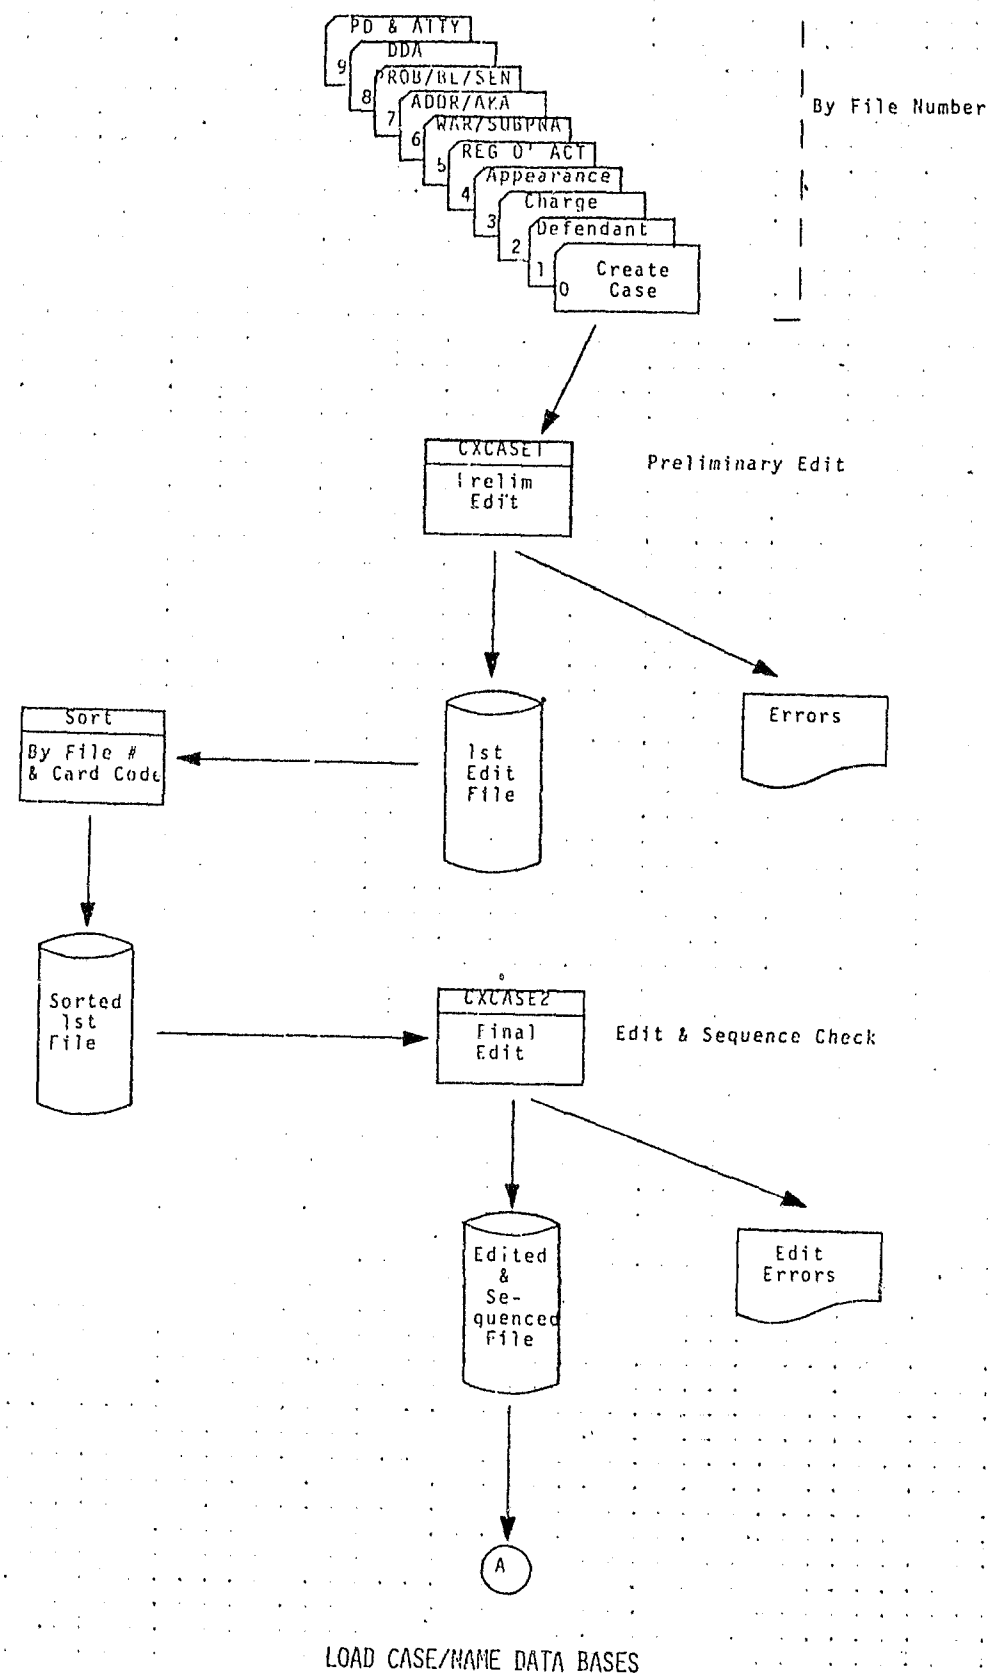 PD & ATTY
DDA
9
PROB/BL/SEN
8
ADDR/AKA
7
By File Number
WAR/SUBPNA
6
REG O' ACT
5
Appearance
4
Charge
3
Defendant
2
1
Create
Case
0
CXCASE1
Prelim
Edit
Preliminary Edit
Sort
By File #
& Card Code
1st
Edit
File
Errors
Sorted
1st
File
CXCASE2
Final
Edit
Edit & Sequence Check
Edited
&
Se-
quenced
File
Edit
Errors
A
LOAD CASE/NAME DATA BASES